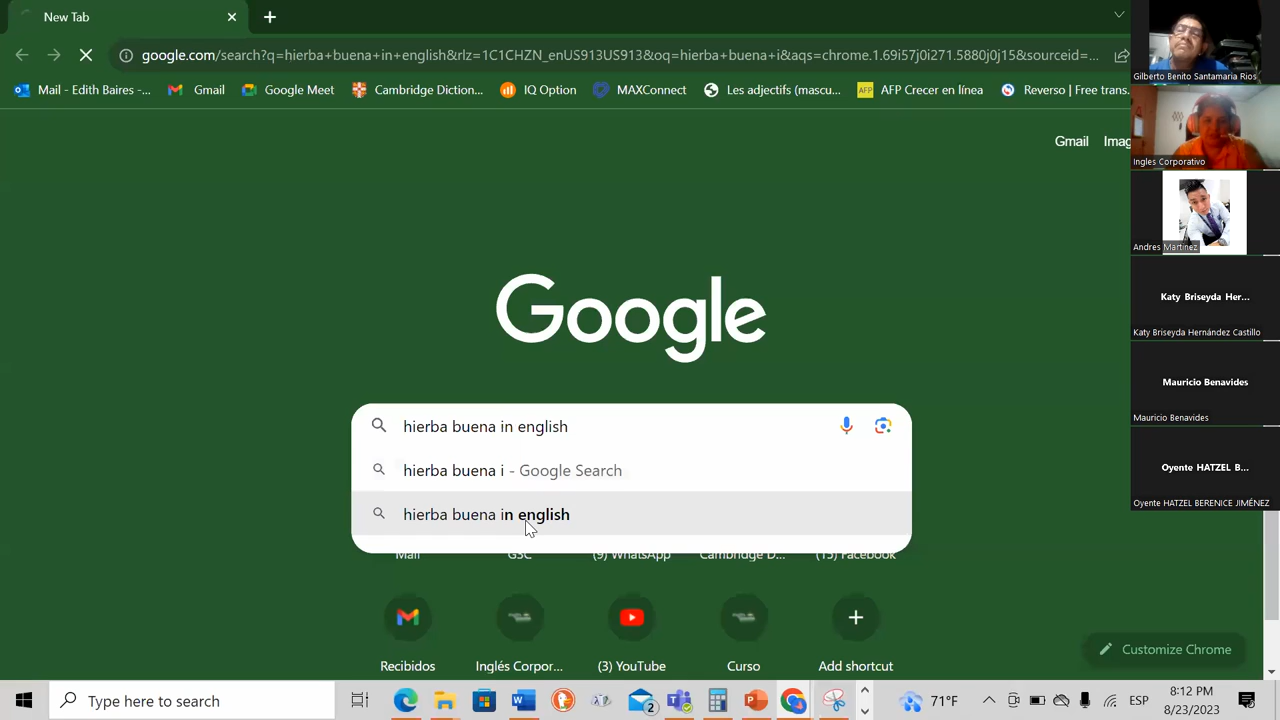 New Tab
google.com/search?q=hierba+buena+in+english&rlz=1C1CHZN_enUS913US913&oq=hierba+buena+i&aqs=chrome.1.69i57j0i271.5880j0j15&sourceid=...
Mail - Edith Baires -...
Gmail
Google Meet
Cambridge Diction...
IQ Option
MAXConnect
Les adjectifs (mascu...
AFP
AFP Crecer en línea
Reverso | Free trans.
Gmail
Imag
Google
hierba buena in english
hierba buena i - Google Search
hierba buena in english
Mail
GSC
(9) WhatsApp
Cambridge D...
(15) Facebook
Recibidos
Inglés Corpor...
(3) YouTube
Curso
Add shortcut
Customize Chrome
Gilberto Benito Santamaria Rios
Ingles Corporativo
Andres Martinez
Katy Briseyda Her...
Katy Briseyda Hernández Castillo
Mauricio Benavides
Mauricio Benavides
Oyente HATZEL B...
Oyente HATZEL BERENICE JIMÉNEZ
Type here to search
2
71°F
ESP
8:12 PM
8/23/2023